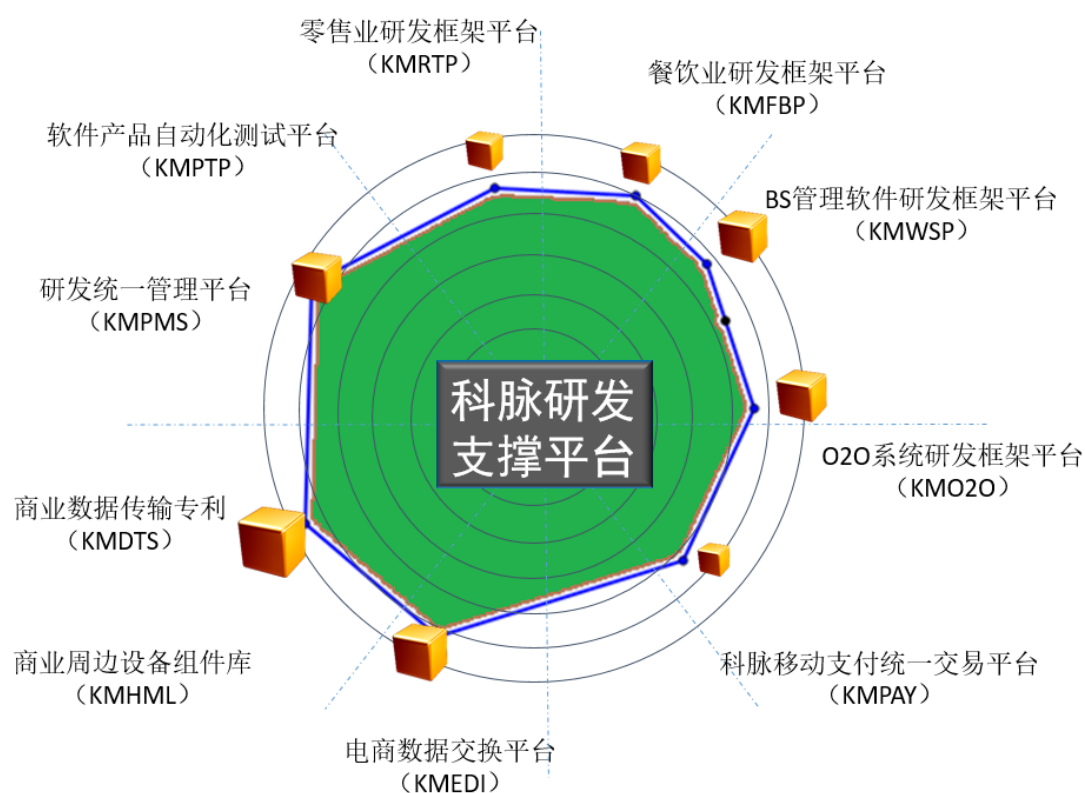 零售业研发框架平台
（KMRTP）
餐饮业研发框架平台
（KMFBP）
软件产品自动化测试平台
（KMPTP）
BS管理软件研发框架平台
（KMWSP）
研发统一管理平台
（KMPMS）
科脉研发
支撑平台
O2O系统研发框架平台
（KMO2O）
商业数据传输专利
（KMDTS）
商业周边设备组件库
（KMHML）
科脉移动支付统一交易平台
（KMPAY）
电商数据交换平台
（KMEDI）